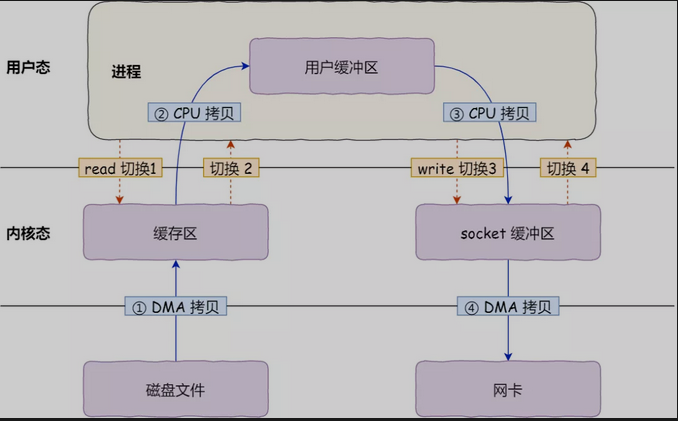 用户态
进程
用户缓冲区
② CPU 拷贝
③ CPU 拷贝
read 切换1
切换 2
write 切换3
切换 4
内核态
缓存区
socket 缓冲区
① DMA 拷贝
④ DMA 拷贝
磁盘文件
网卡